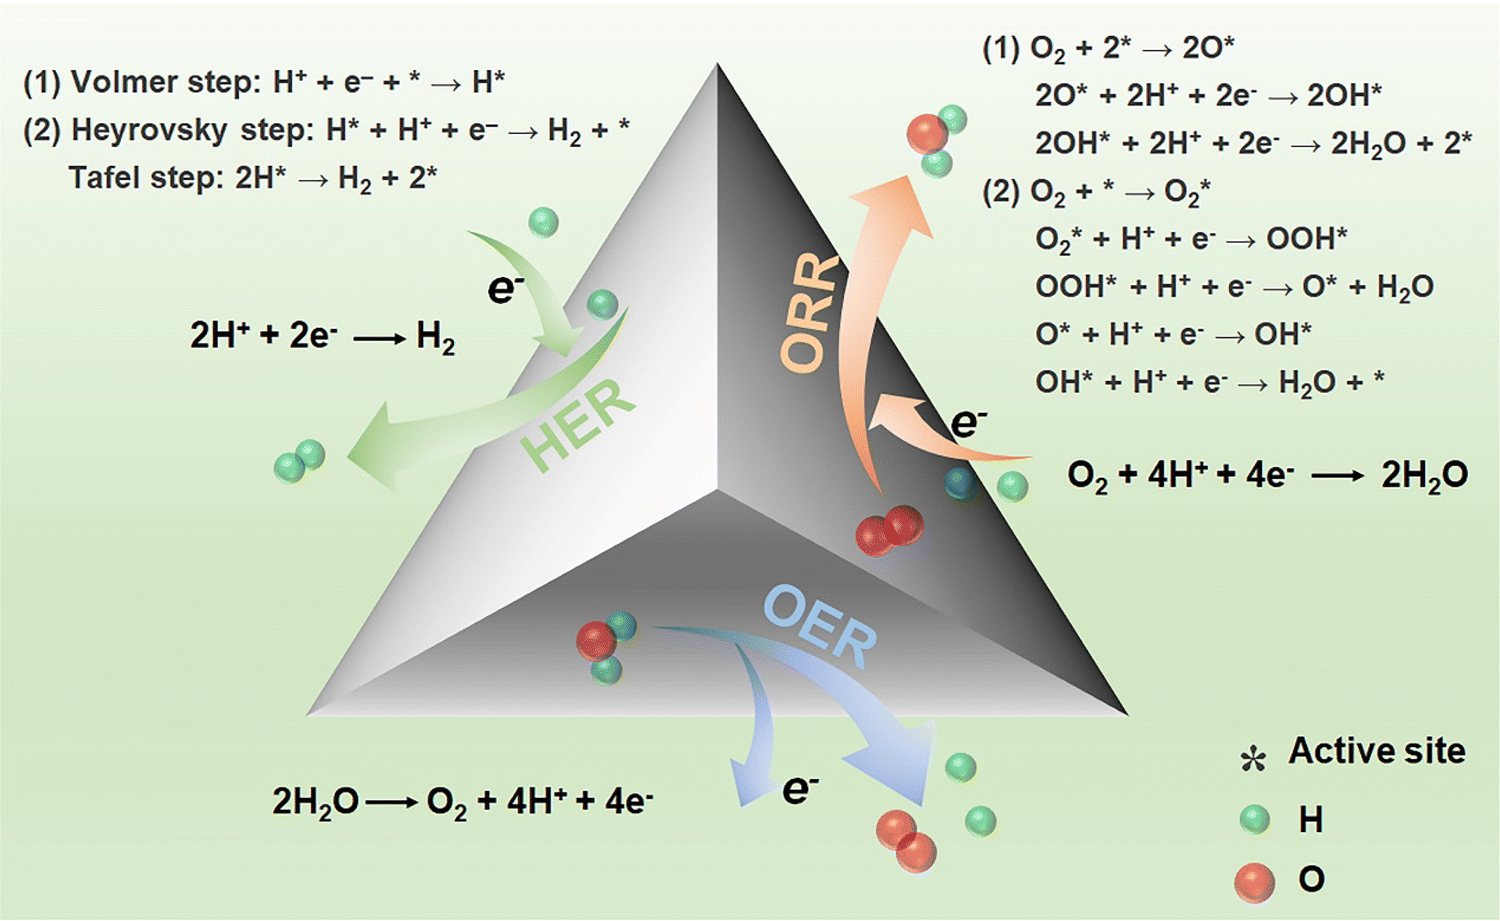 (1) Volmer step: H⁺ + e⁻ + * → H*
(2) Heyrovsky step: H* + H⁺ + e⁻ → H₂ + *
Tafel step: 2H* → H₂ + 2*
e⁻
2H⁺ + 2e⁻ → H₂
HER
(1) O₂ + 2* → 2O*
2O* + 2H⁺ + 2e⁻ → 2OH*
2OH* + 2H⁺ + 2e⁻ → 2H₂O + 2*
(2) O₂ + * → O₂*
O₂* + H⁺ + e⁻ → OOH*
OOH* + H⁺ + e⁻ → O* + H₂O
O* + H⁺ + e⁻ → OH*
OH* + H⁺ + e⁻ → H₂O + *
ORR
e⁻
O₂ + 4H⁺ + 4e⁻ → 2H₂O
OER
2H₂O → O₂ + 4H⁺ + 4e⁻
e⁻
* Active site
H
O